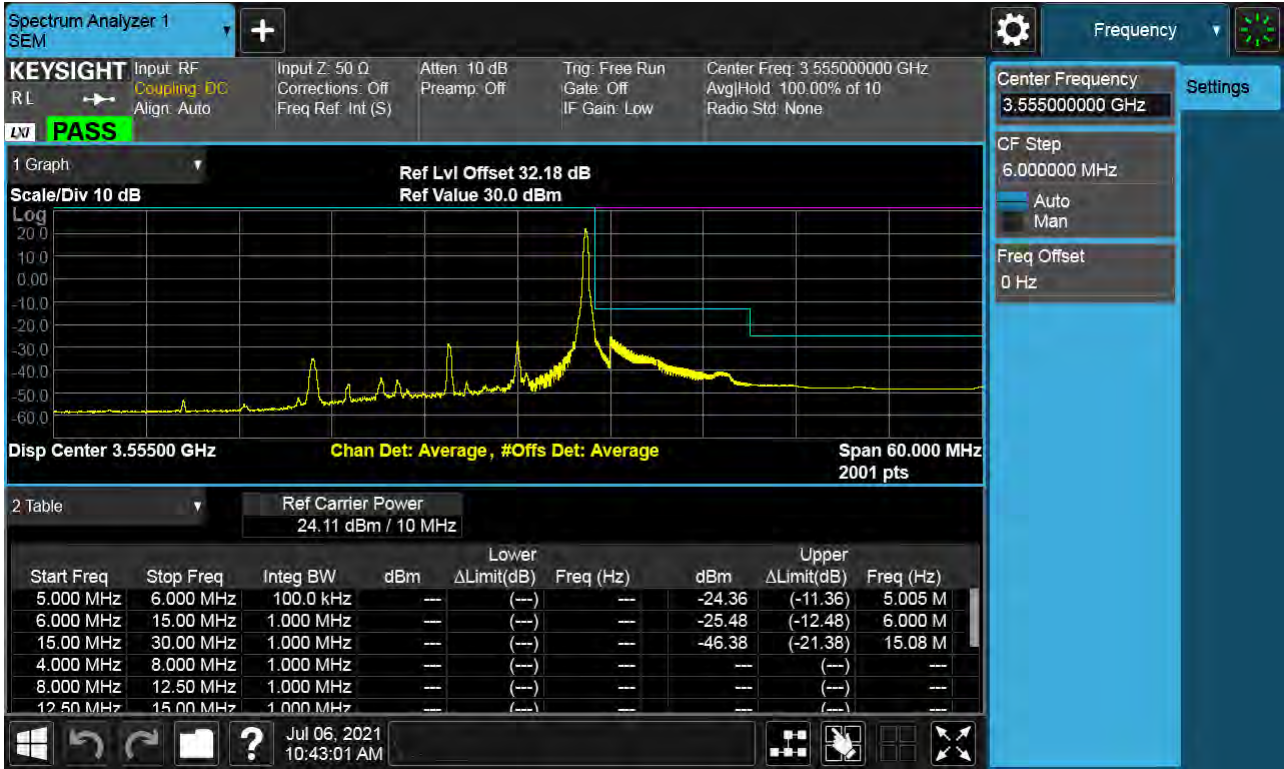 Spectrum Analyzer 1
SEM
+
Frequency
KEYSIGHT Input: RF Input Z: 50 Ω Atten: 10 dB Trig: Free Run Center Freq: 3.555000000 GHz
RL Coupling: DC Corrections: Off Preamp: Off Gate: Off Avg|Hold: 100.00% of 10
Align: Auto Freq Ref: Int (S) IF Gain: Low Radio Std: None
LXI PASS
Center Frequency
3.555000000 GHz
Settings
CF Step
6.000000 MHz
Auto
Man
Freq Offset
0 Hz
1 Graph
Ref Lvl Offset 32.18 dB
Scale/Div 10 dB Ref Value 30.0 dBm
Log
20.0
10.0
0.00
-10.0
-20.0
-30.0
-40.0
-50.0
-60.0
Disp Center 3.55500 GHz Chan Det: Average, #Offs Det: Average Span 60.000 MHz
2001 pts
2 Table
Ref Carrier Power
24.11 dBm / 10 MHz
Lower Upper
Start Freq Stop Freq Integ BW dBm ΔLimit(dB) Freq (Hz) dBm ΔLimit(dB) Freq (Hz)
5.000 MHz 6.000 MHz 100.0 kHz --- (---) --- -24.36 (-11.36) 5.005 M
6.000 MHz 15.00 MHz 1.000 MHz --- (---) --- -25.48 (-12.48) 6.000 M
15.00 MHz 30.00 MHz 1.000 MHz --- (---) --- -46.38 (-21.38) 15.08 M
4.000 MHz 8.000 MHz 1.000 MHz --- (---) --- --- (---) ---
8.000 MHz 12.50 MHz 1.000 MHz --- (---) --- --- (---) ---
12.50 MHz 15.00 MHz 1.000 MHz --- (---) --- --- (---) ---
?
Jul 06, 2021
10:43:01 AM